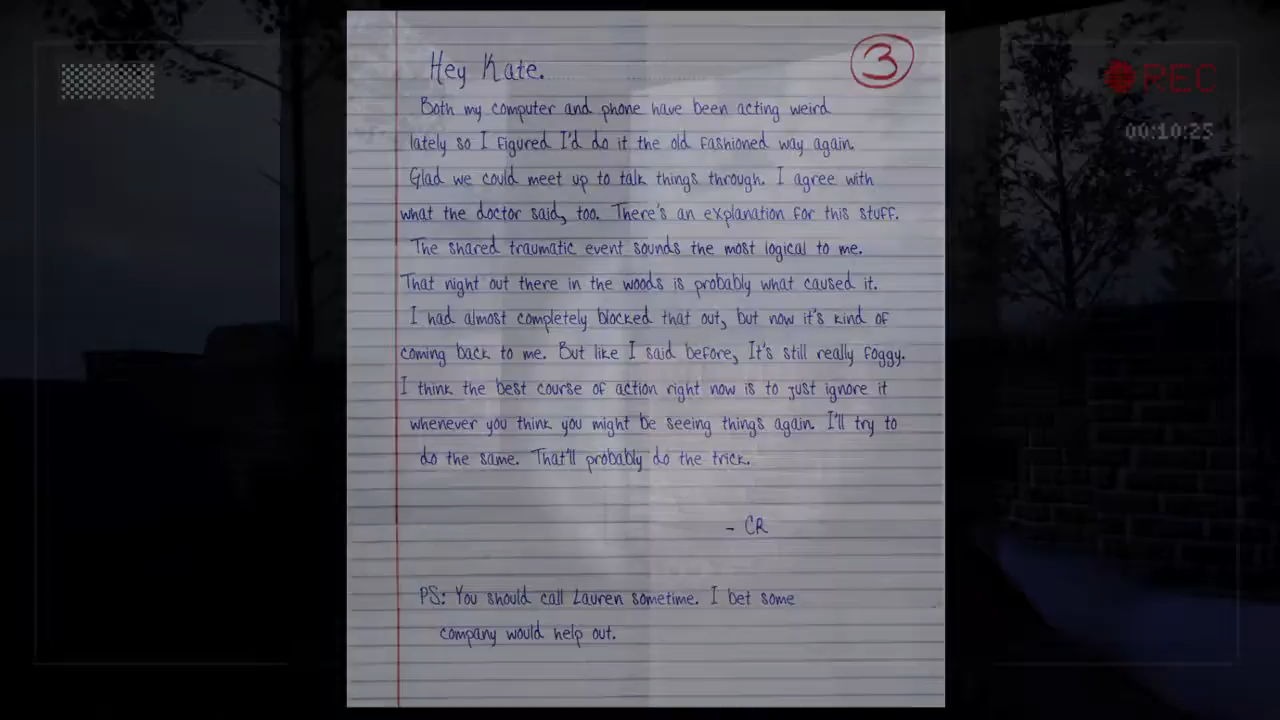 Hey Kate.
3
REC
Both my computer and phone have been acting weird
00:10:25
lately so I figured I'd do it the old fashioned way again.
Glad we could meet up to talk things through. I agree with
what the doctor said, too. There's an explanation for this stuff.
The shared traumatic event sounds the most logical to me.
That night out there in the woods is probably what caused it.
I had almost completely blocked that out, but now it's kind of
coming back to me. But like I said before, It's still really foggy.
I think the best course of action right now is to just ignore it
whenever you think you might be seeing things again. I'll try to
do the same. That'll probably do the trick.
- CR
PS: You should call Lauren sometime. I bet some
company would help out.